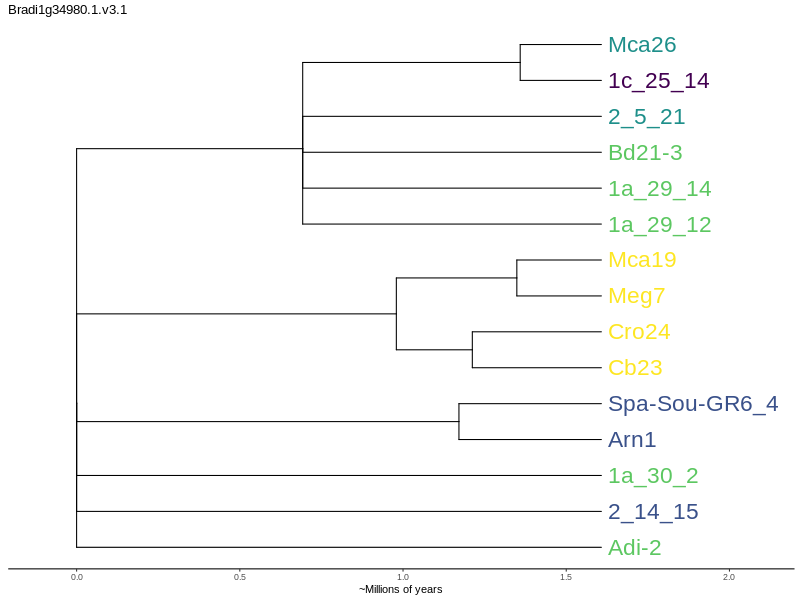 Bradi1g34980.1.v3.1
Mca26
1c_25_14
2_5_21
Bd21-3
1a_29_14
1a_29_12
Mca19
Meg7
Cro24
Cb23
Spa-Sou-GR6_4
Arn1
1a_30_2
2_14_15
Adi-2
0.0 0.5 1.0 1.5 2.0
~Millions of years